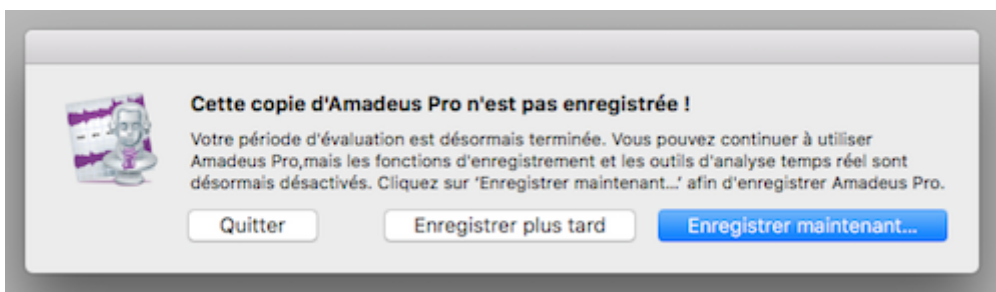 Cette copie d'Amadeus Pro n'est pas enregistrée !
Votre période d'évaluation est désormais terminée. Vous pouvez continuer à utiliser
Amadeus Pro,mais les fonctions d'enregistrement et les outils d'analyse temps réel sont
désormais désactivés. Cliquez sur 'Enregistrer maintenant...' afin d'enregistrer Amadeus Pro.
Quitter
Enregistrer plus tard
Enregistrer maintenant...